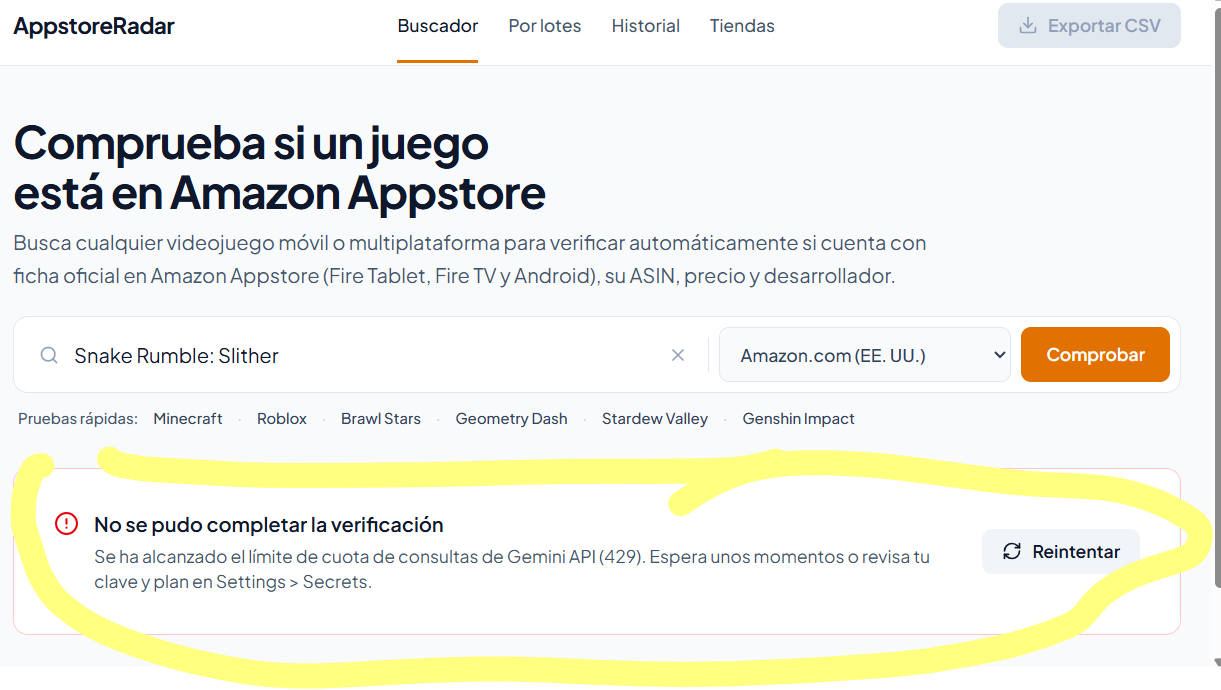 AppstoreRadar
Buscador
Por lotes
Historial
Tiendas
Exportar CSV
Comprueba si un juego
está en Amazon Appstore
Busca cualquier videojuego móvil o multiplataforma para verificar automáticamente si cuenta con
ficha oficial en Amazon Appstore (Fire Tablet, Fire TV y Android), su ASIN, precio y desarrollador.
Snake Rumble: Slither
Amazon.com (EE. UU.)
Comprobar
Pruebas rápidas: Minecraft · Roblox · Brawl Stars · Geometry Dash · Stardew Valley · Genshin Impact
No se pudo completar la verificación
Se ha alcanzado el límite de cuota de consultas de Gemini API (429). Espera unos momentos o revisa tu
clave y plan en Settings > Secrets.
Reintentar